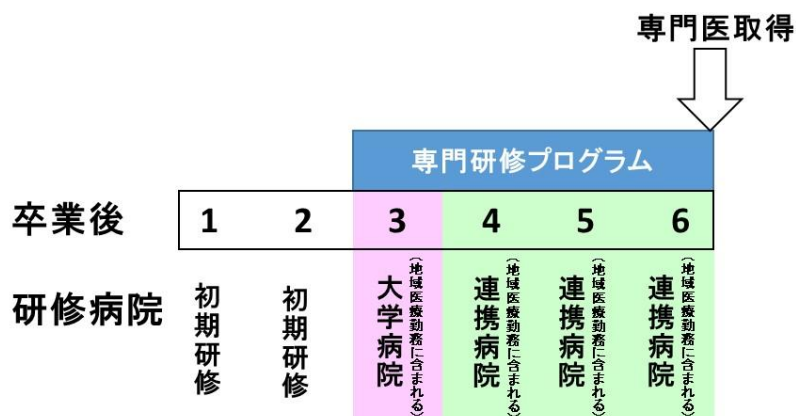 専門医取得
専門研修プログラム
卒業後
1
2
3
4
5
6
研修病院
初期研修
初期研修
大学病院
（地域医療勤務に含まれる）
連携病院
（地域医療勤務に含まれる）
連携病院
（地域医療勤務に含まれる）
連携病院
（地域医療勤務に含まれる）